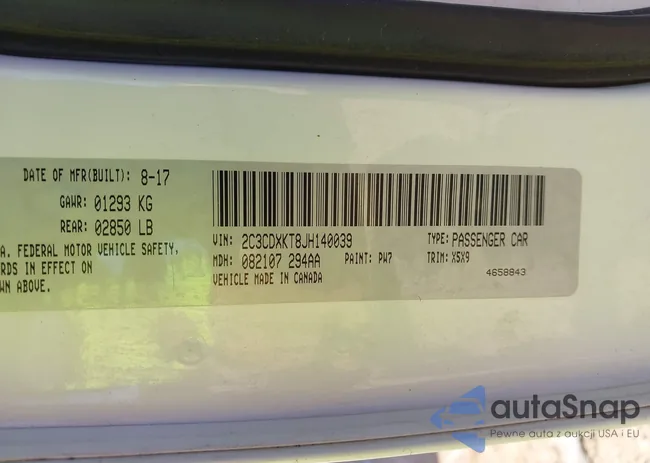 DATE OF MFR(BUILT): 8-17
GAWR: 01293 KG
REAR: 02850 LB
A. FEDERAL MOTOR VEHICLE SAFETY,
RDS IN EFFECT ON
WN ABOVE.
VIN: 2C3CDXKT8JH140039 TYPE: PASSENGER CAR
MDH: 082107 294AA PAINT: PW7 TRIM: X5X9
VEHICLE MADE IN CANADA 4658843
autaSnap
Pewne auta z aukcji USA i EU